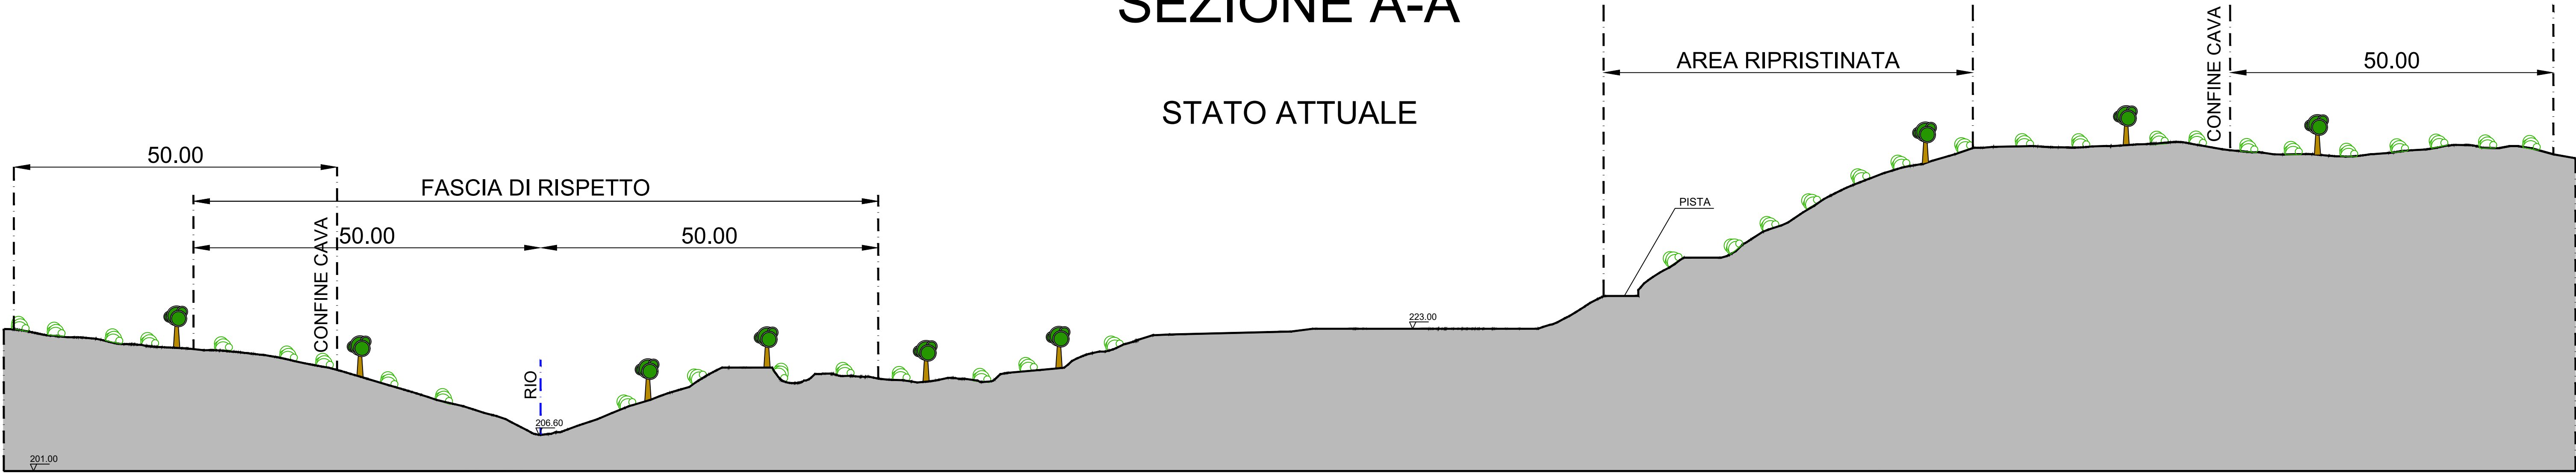 SEZIONE A-A
STATO ATTUALE
AREA RIPRISTINATA
CONFINE CAVA
50.00
50.00
FASCIA DI RISPETTO
50.00
50.00
CONFINE CAVA
PISTA
223.00
RIO
206.60
201.00